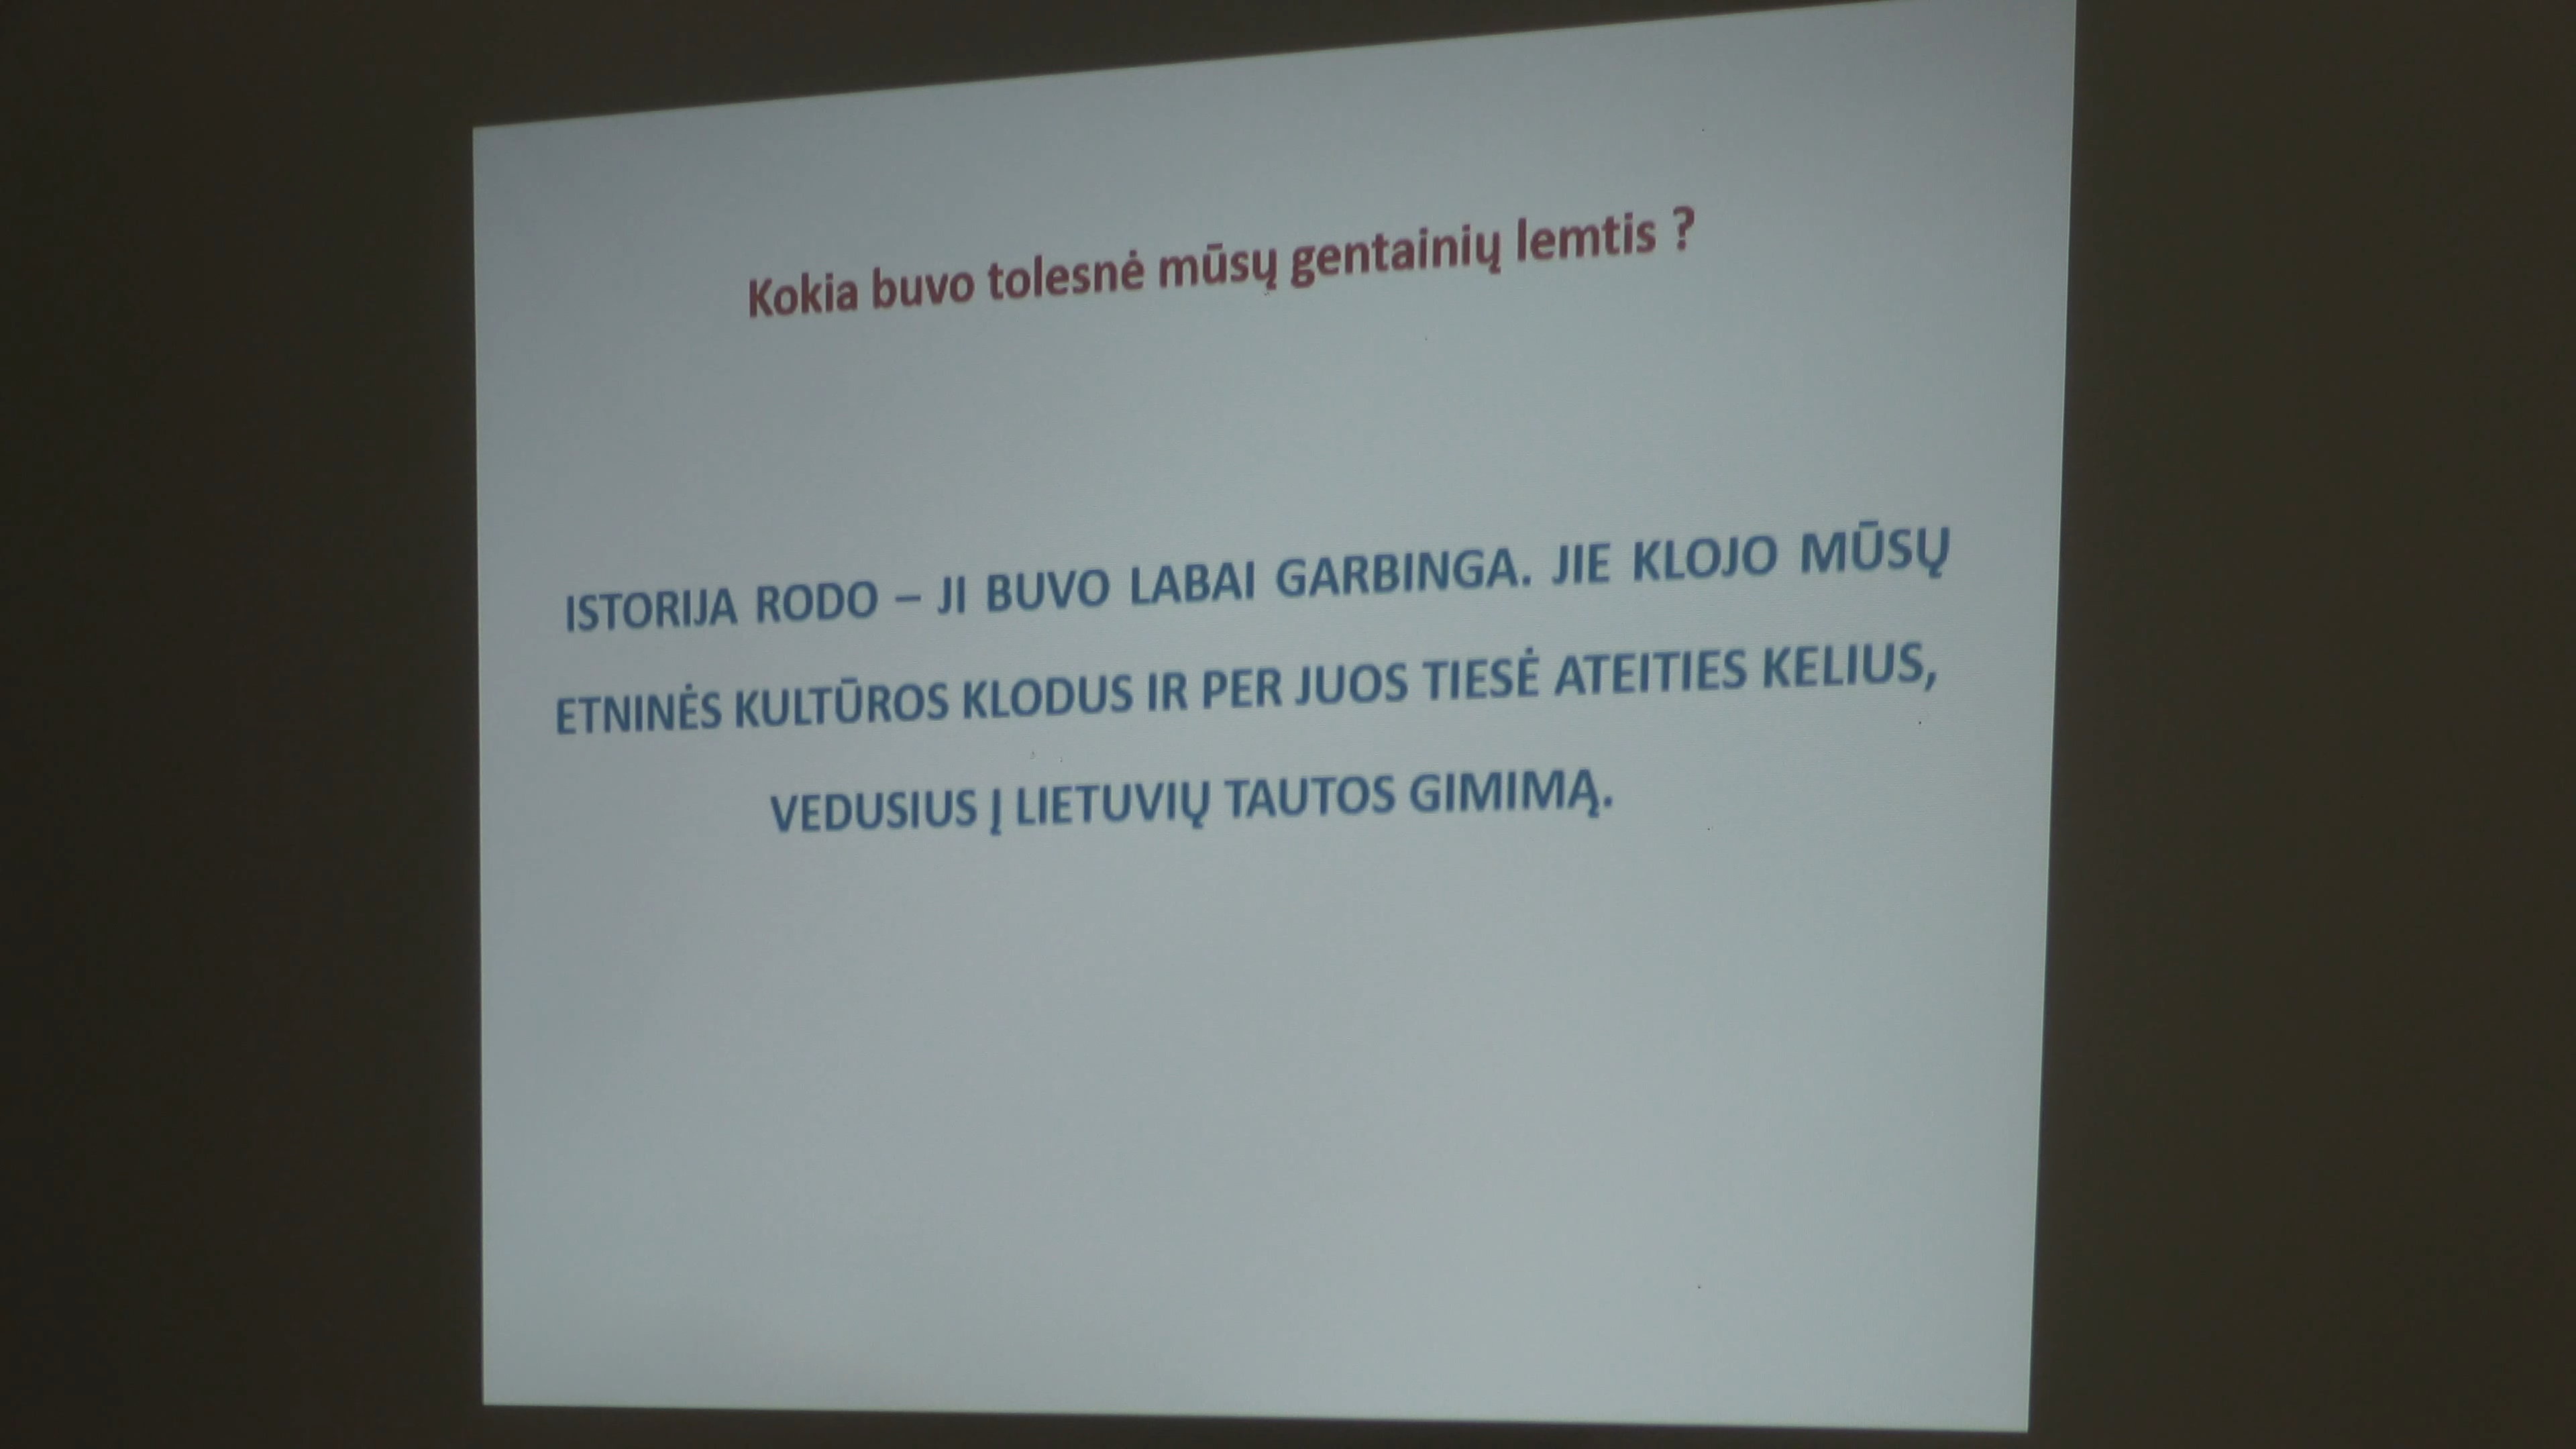 Kokia buvo tolesnė mūsų gentainių lemtis ?
ISTORIJA RODO – JI BUVO LABAI GARBINGA. JIE KLOJO MŪSŲ
ETNINĖS KULTŪROS KLODUS IR PER JUOS TIESĖ ATEITIES KELIUS,
VEDUSIUS Į LIETUVIŲ TAUTOS GIMIMĄ.